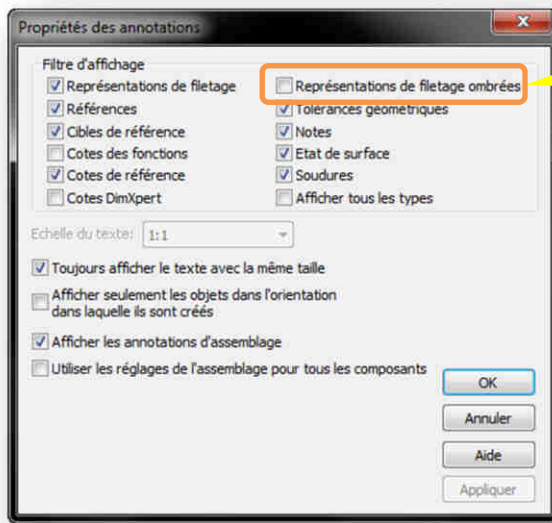 Propriétés des annotations
Filtre d'affichage
Représentations de filetage
Représentations de filetage ombrées
Références
Tolérances géométriques
Cibles de référence
Notes
Cotes des fonctions
Etat de surface
Cotes de référence
Soudures
Cotes DimXpert
Afficher tous les types
Echelle du texte: 1:1
Toujours afficher le texte avec la même taille
Afficher seulement les objets dans l'orientation
dans laquelle ils sont créés
Afficher les annotations d'assemblage
Utiliser les réglages de l'assemblage pour tous les composants
OK
Annuler
Aide
Appliquer